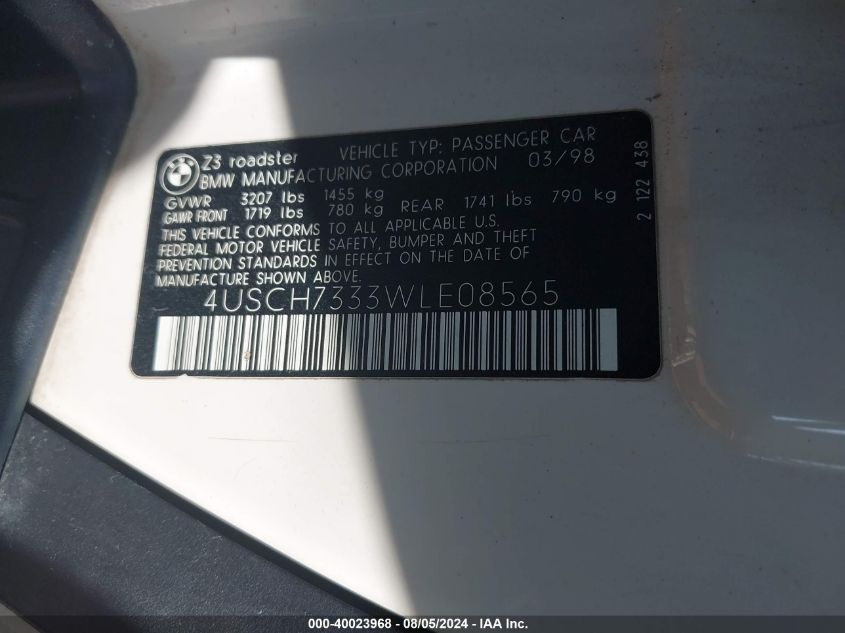 BMW
Z3 roadster VEHICLE TYP: PASSENGER CAR
BMW MANUFACTURING CORPORATION 03/98
GVWR 3207 lbs 1455 kg
GAWR FRONT 1719 lbs 780 kg REAR 1741 lbs 790 kg
THIS VEHICLE CONFORMS TO ALL APPLICABLE U.S.
FEDERAL MOTOR VEHICLE SAFETY, BUMPER AND THEFT
PREVENTION STANDARDS IN EFFECT ON THE DATE OF
MANUFACTURE SHOWN ABOVE.
4USCH7333WLE08565
2 122 438
000-40023968 - 08/05/2024 - IAA Inc.